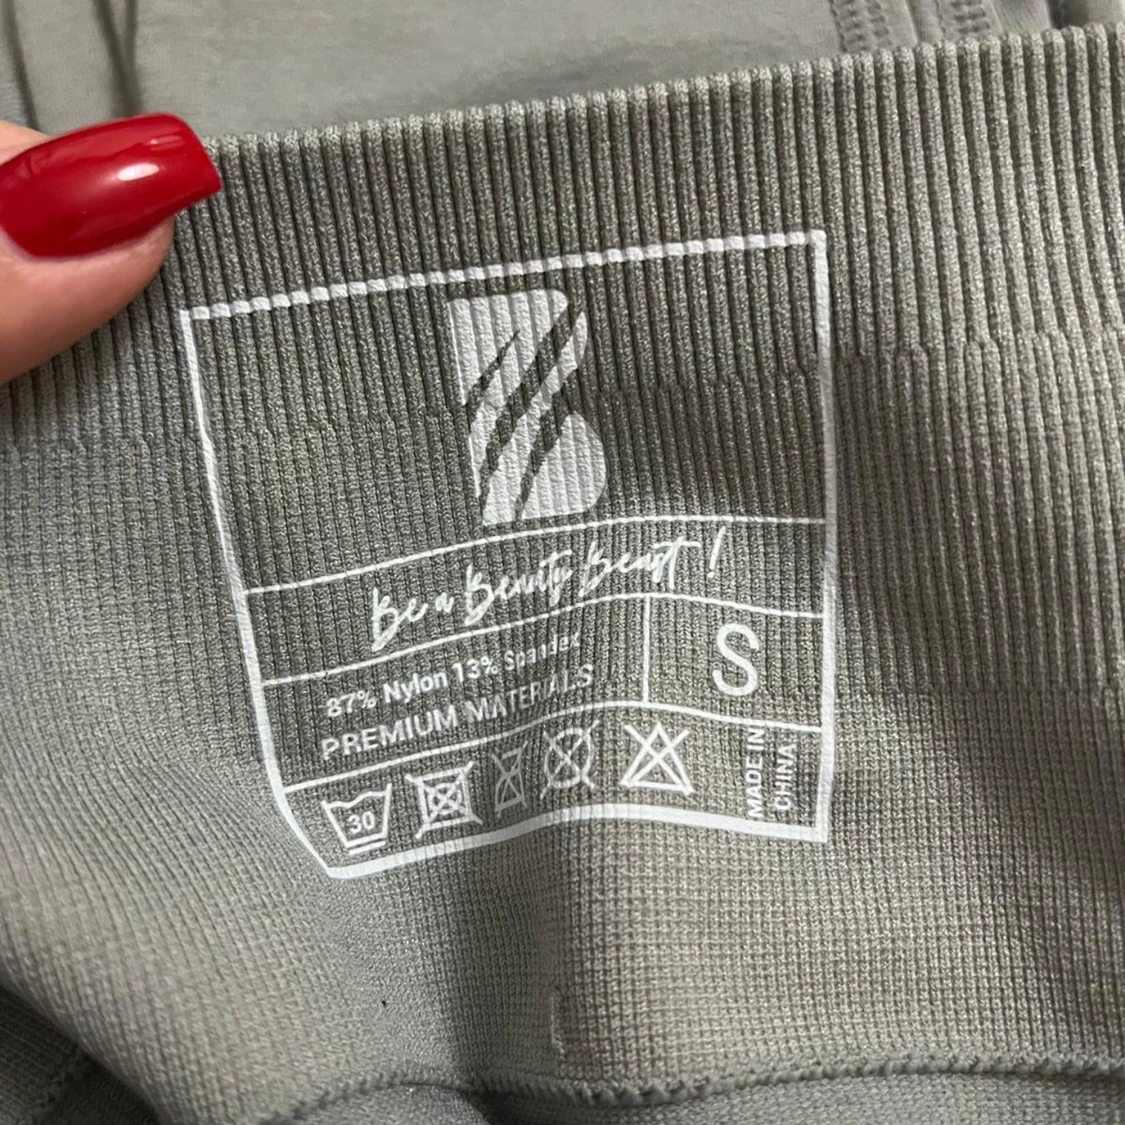 B
Be a Beauty Beast !
87% Nylon 13% Spandex
PREMIUM MATERIALS
S
30
MADE IN
CHINA